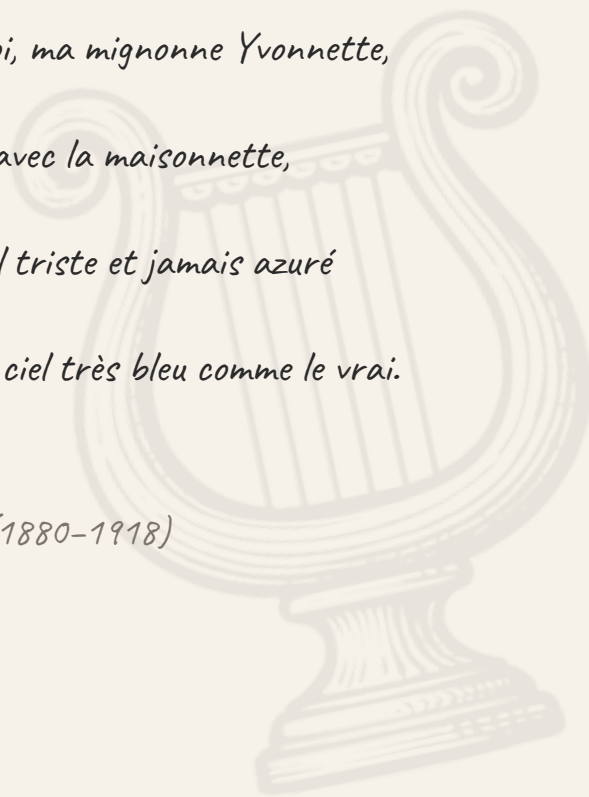 ma mignonne Yvonnette,
avec la maisonnette,
triste et jamais azuré
ciel très bleu comme le vrai.
(1880–1918)